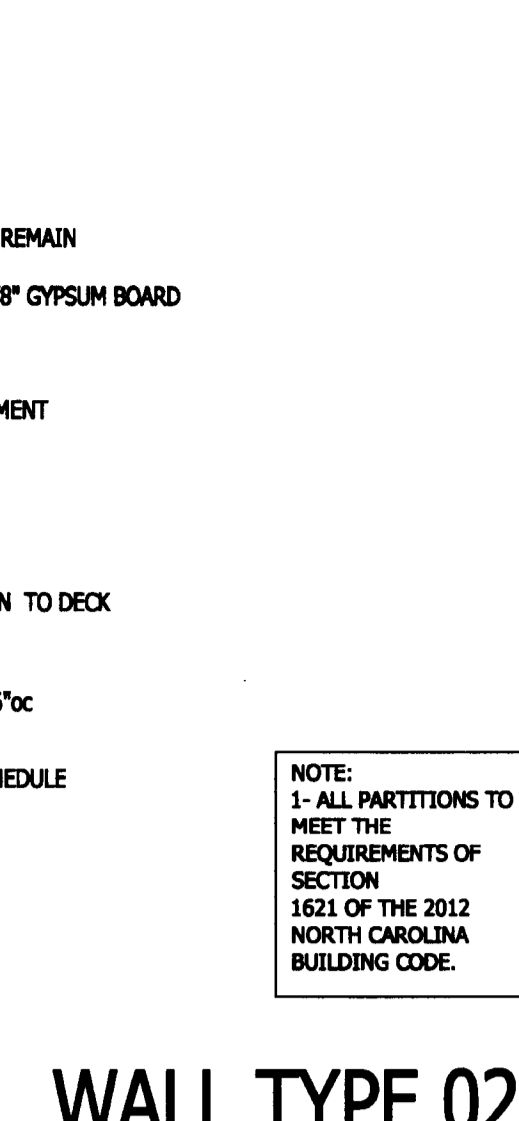 REMAIN
8" GYPSUM BOARD
MENT
N TO DECK
"oc
HEDULE
NOTE:
1- ALL PARTITIONS TO
MEET THE
REQUIREMENTS OF
SECTION
1621 OF THE 2012
NORTH CAROLINA
BUILDING CODE.
WALL TYPE 02